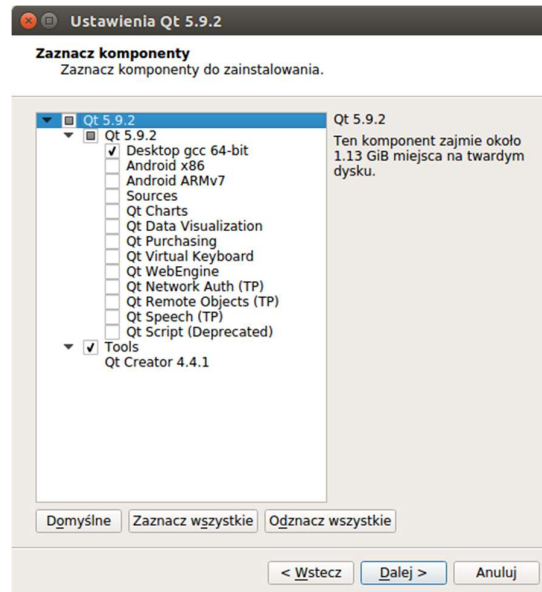 Ustawienia Qt 5.9.2
Zaznacz komponenty
Zaznacz komponenty do zainstalowania.
Qt 5.9.2
Qt 5.9.2
Desktop gcc 64-bit
Android x86
Android ARMv7
Sources
Qt Charts
Qt Data Visualization
Qt Purchasing
Qt Virtual Keyboard
Qt WebEngine
Qt Network Auth (TP)
Qt Remote Objects (TP)
Qt Speech (TP)
Qt Script (Deprecated)
Tools
Qt Creator 4.4.1
Qt 5.9.2
Ten komponent zajmie około
1.13 GiB miejsca na twardym
dysku.
Domyślne Zaznacz wszystkie Odznacz wszystkie
< Wstecz Dalej > Anuluj